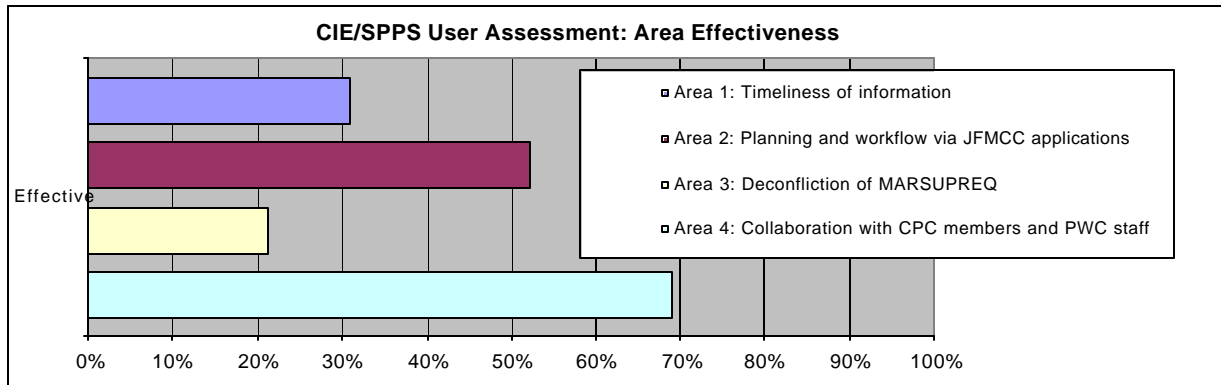 CIE/SPPS User Assessment: Area Effectiveness
Area 1: Timeliness of information
Area 2: Planning and workflow via JFMCC applications
Area 3: Deconfliction of MARSUPREQ
Area 4: Collaboration with CPC members and PWC staff
Effective
0% 10% 20% 30% 40% 50% 60% 70% 80% 90% 100%